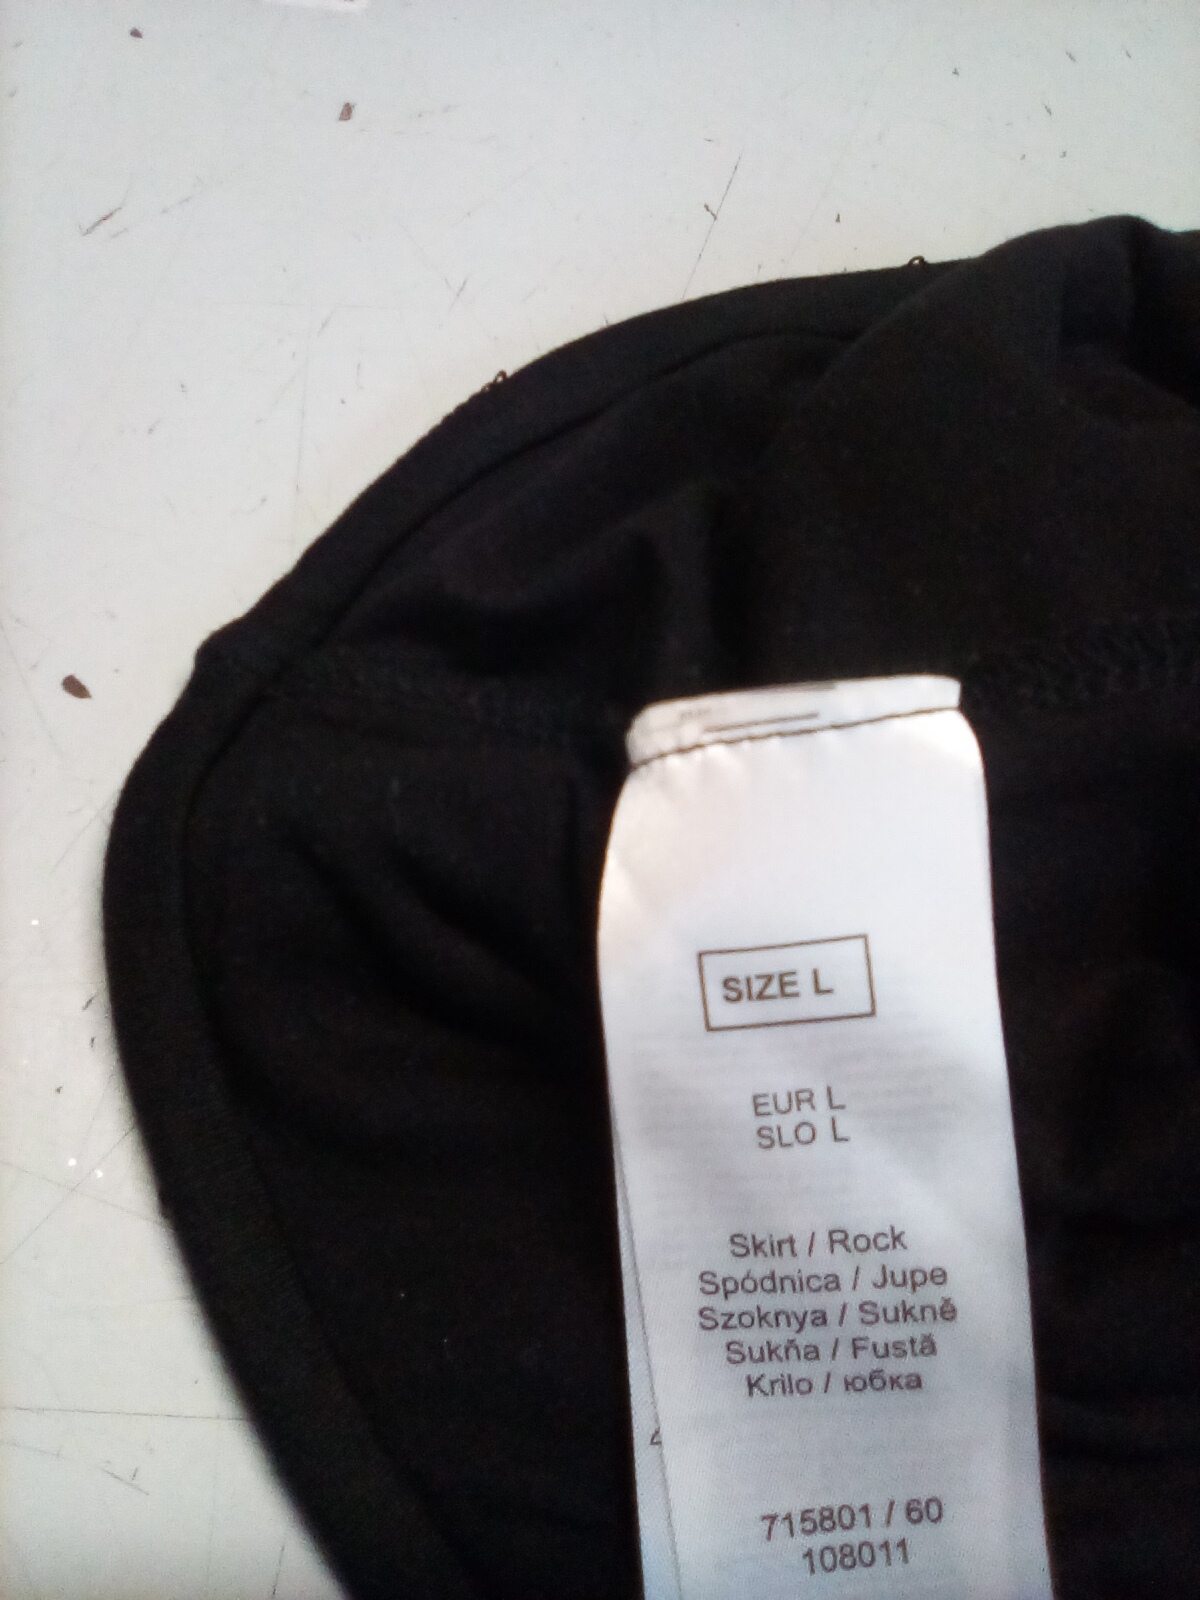 SIZE L
EUR L
SLO L
Skirt / Rock
Spódnica / Jupe
Szoknya / Sukně
Sukňa / Fustă
Krilo / юбка
715801 / 60
108011